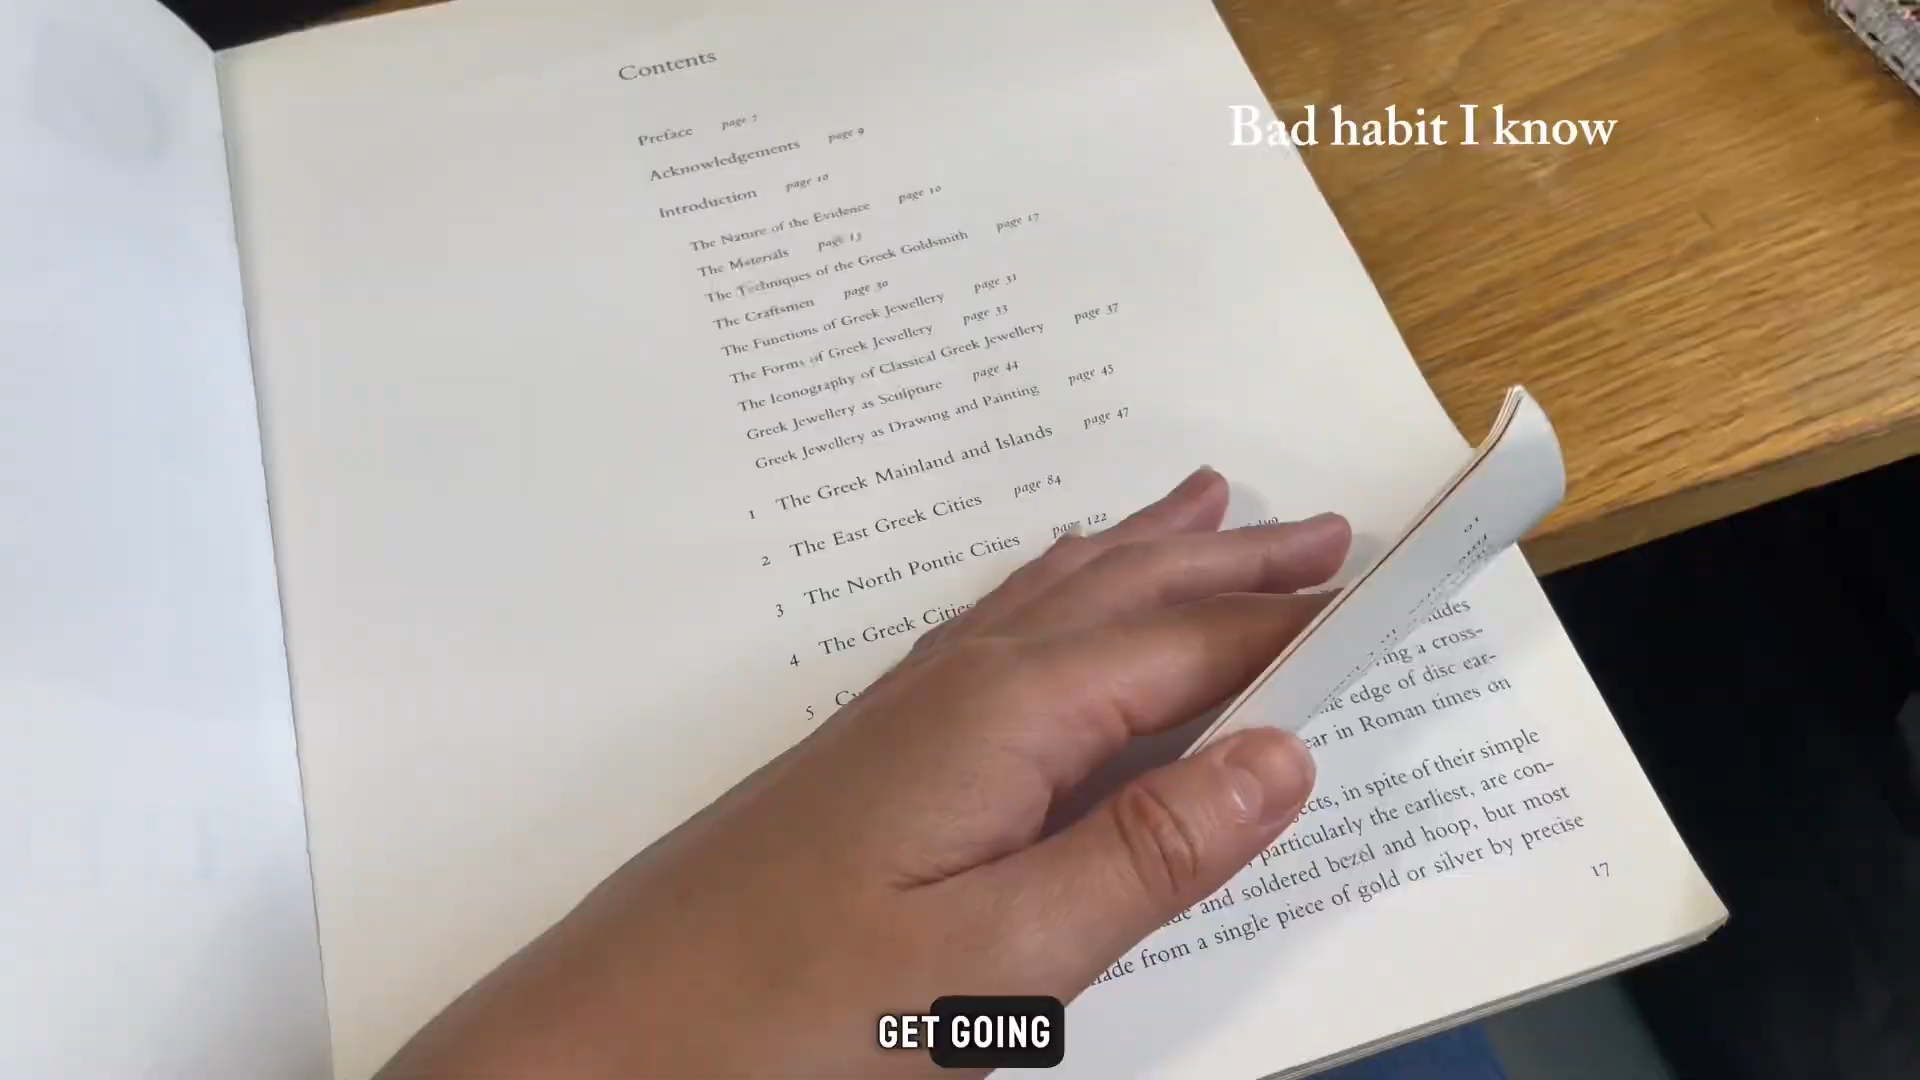 Contents
Preface page 7
Acknowledgements page 9
Introduction page 10
The Nature of the Evidence page 10
The Materials page 13
The Techniques of the Greek Goldsmith page 17
The Craftsmen page 30
The Functions of Greek Jewellery page 31
The Forms of Greek Jewellery page 33
The Iconography of Classical Greek Jewellery page 37
Greek Jewellery as Sculpture page 44
Greek Jewellery as Drawing and Painting page 45
1 The Greek Mainland and Islands page 47
2 The East Greek Cities page 84
3 The North Pontic Cities page 122
4 The Greek Cities
5
Bad habit I know
a cross-
edge of disc ear-
in Roman times on
in spite of their simple
particularly the earliest, are con-
and soldered bezel and hoop, but most
from a single piece of gold or silver by precise
17
GET GOING